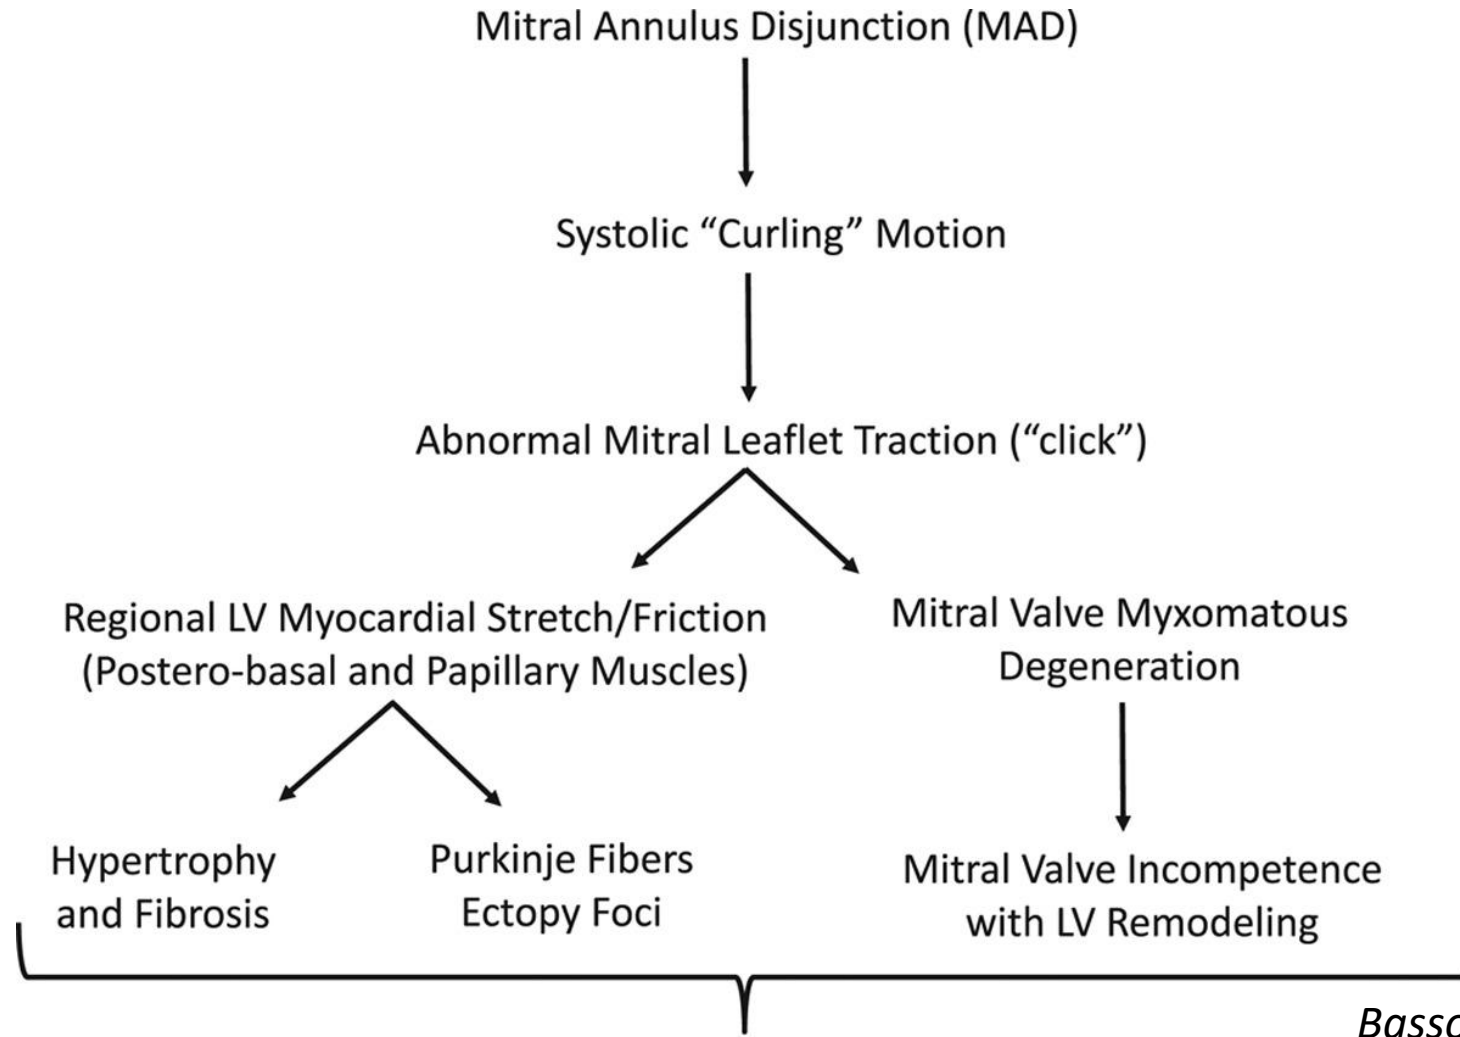 Mitral Annulus Disjunction (MAD)
Systolic “Curling” Motion
Abnormal Mitral Leaflet Traction (“click”)
Regional LV Myocardial Stretch/Friction
(Postero-basal and Papillary Muscles)
Mitral Valve Myxomatous
Degeneration
Hypertrophy
and Fibrosis
Purkinje Fibers
Ectopy Foci
Mitral Valve Incompetence
with LV Remodeling
Basso